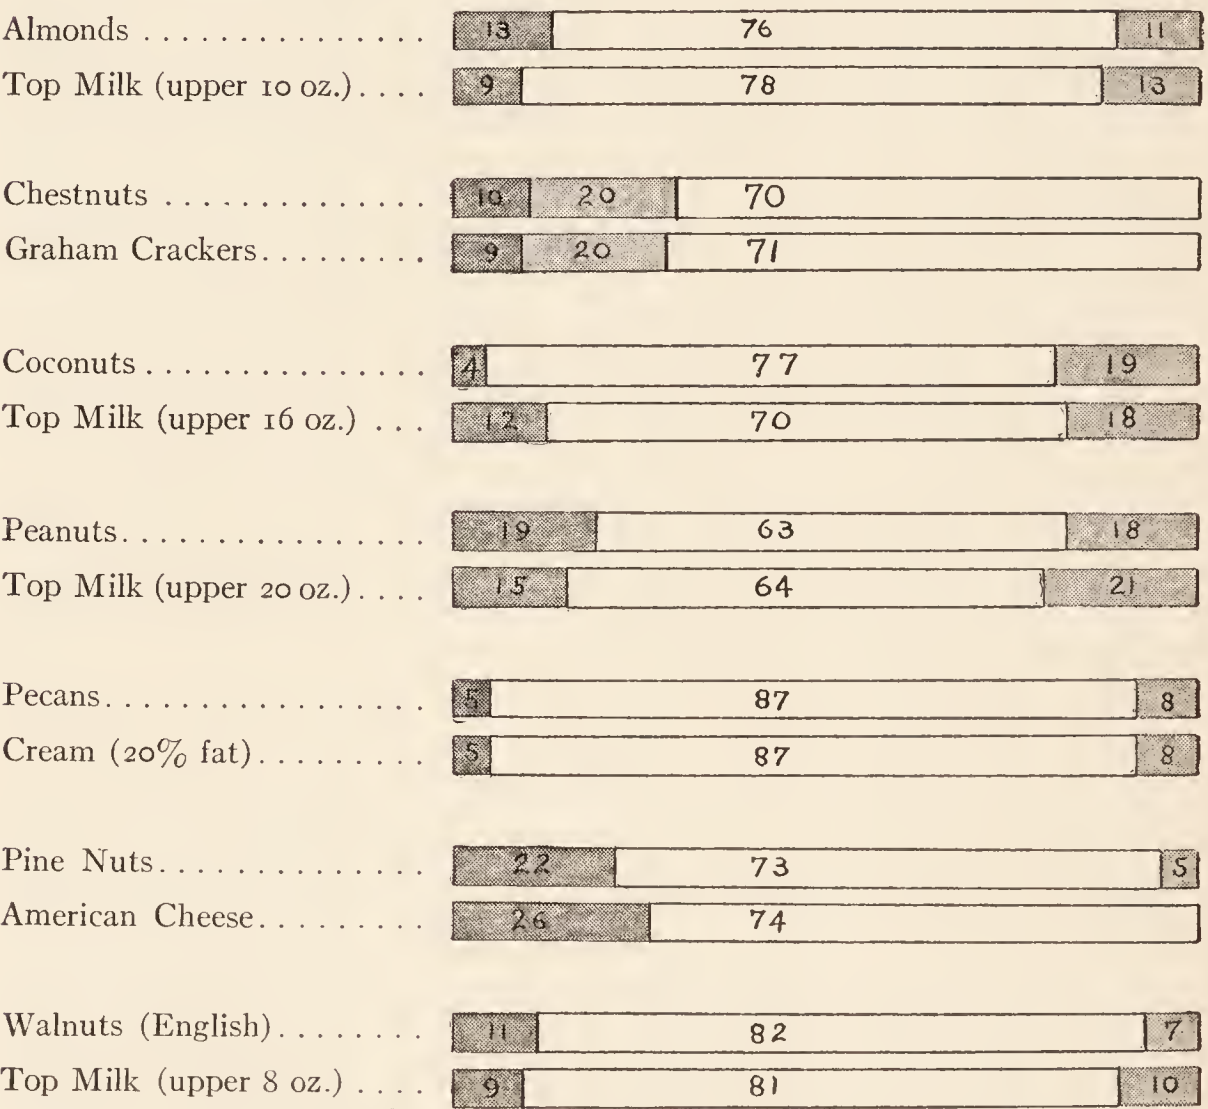 Almonds ............... 13 76 11
Top Milk (upper 10 oz.).... 9 78 13
Chestnuts .............. 10 20 70
Graham Crackers......... 9 20 71
Coconuts............... 4 77 19
Top Milk (upper 16 oz.) ... 12 70 18
Peanuts................ 19 63 18
Top Milk (upper 20 oz.).... 15 64 21
Pecans................. 5 87 8
Cream (20% fat)......... 5 87 8
Pine Nuts.............. 22 73 5
American Cheese......... 26 74
Walnuts (English)........ 11 82 7
Top Milk (upper 8 oz.) .... 9 81 10